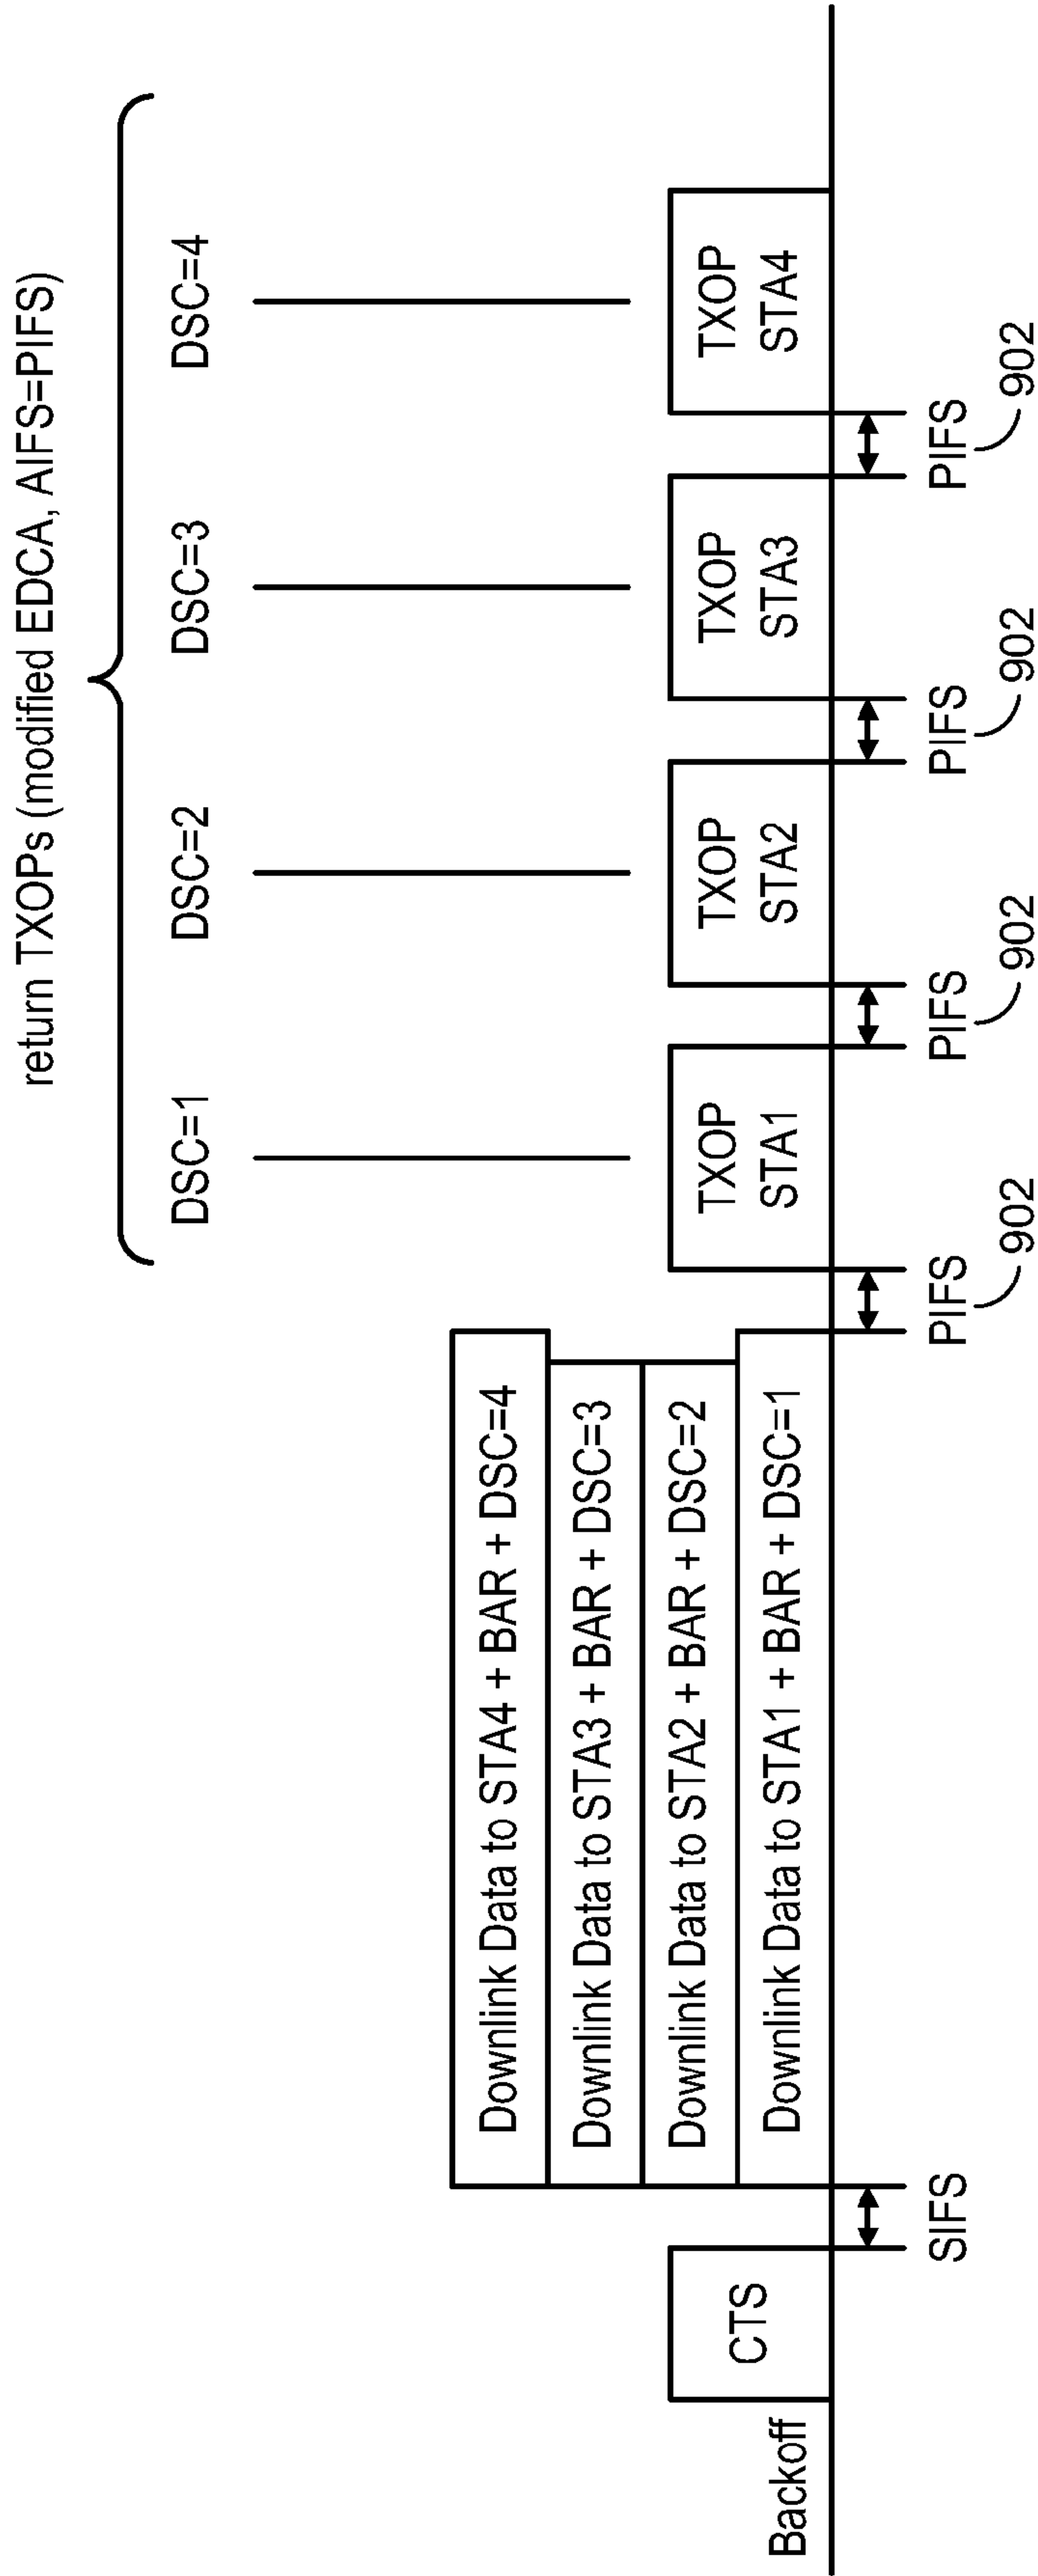 return TXOPs (modified EDCA, AIFS=PIFS)
DSC=1
DSC=2
DSC=3
DSC=4
Downlink Data to STA4 + BAR + DSC=4
Downlink Data to STA3 + BAR + DSC=3
Downlink Data to STA2 + BAR + DSC=2
Downlink Data to STA1 + BAR + DSC=1
Backoff
CTS
TXOP
STA1
TXOP
STA2
TXOP
STA3
TXOP
STA4
SIFS
PIFS
PIFS
PIFS
PIFS
902
902
902
902